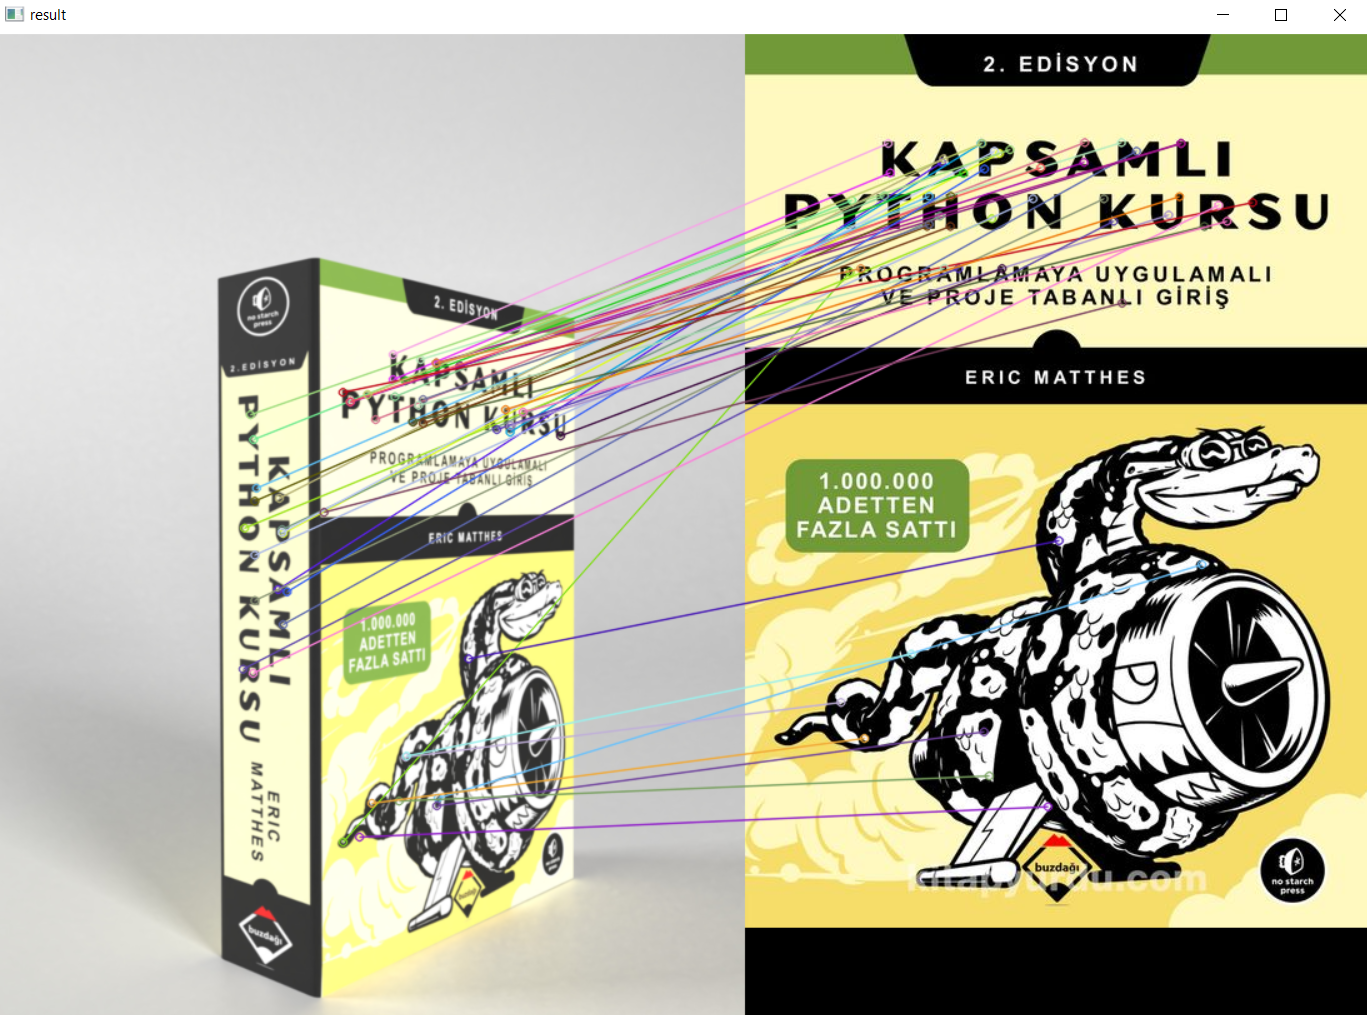 result
no starch
press
2.EDİSYON
PYTHON KURSU
KAPSAMLI
ERIC
MATTHES
buzdağı
2. EDİSYON
KAPSAMLI
PYTHON KURSU
PROGRAMLAMAYA UYGULAMALI
VE PROJE TABANLI GİRİŞ
ERIC MATTHES
1.000.000
ADETTEN
FAZLA SATTI
buzdağı
2. EDİSYON
KAPSAMLI
PYTHON KURSU
PROGRAMLAMAYA UYGULAMALI
VE PROJE TABANLI GİRİŞ
ERIC MATTHES
1.000.000
ADETTEN
FAZLA SATTI
buzdağı
kitapyurdu.com
no starch
press